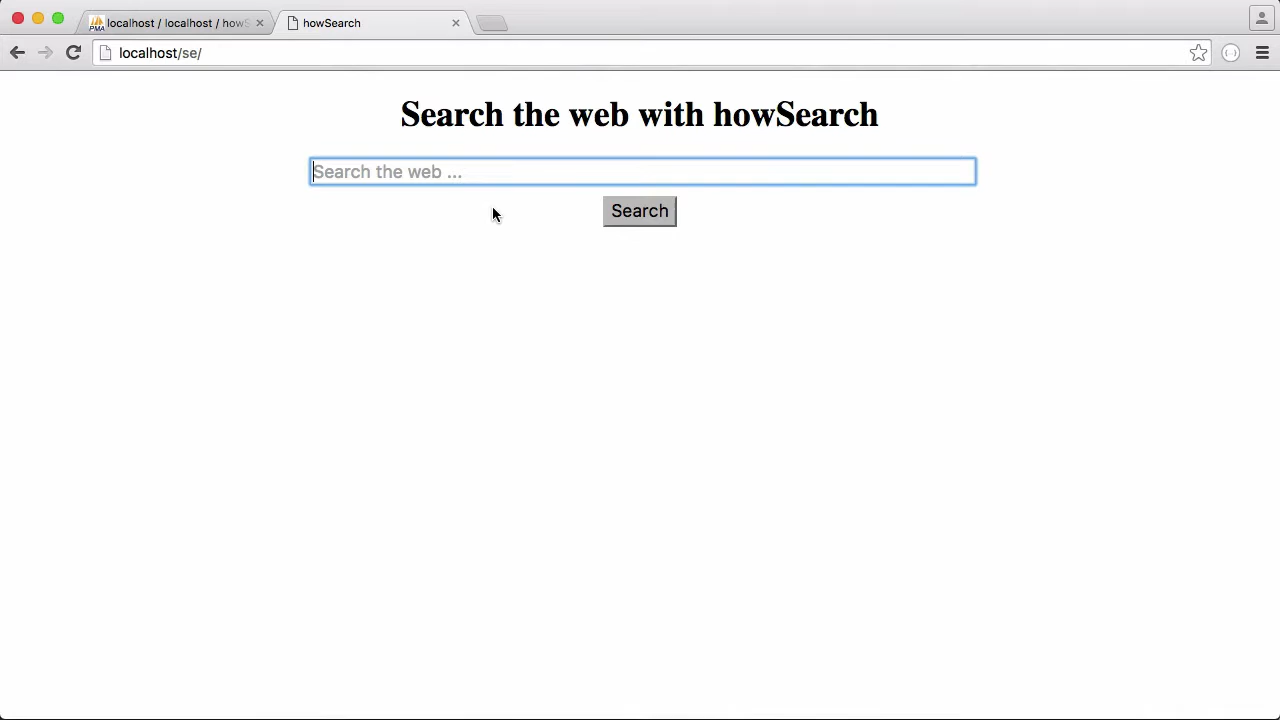 localhost / localhost / howS
howSearch
localhost/se/
Search the web with howSearch
Search the web ...
Search